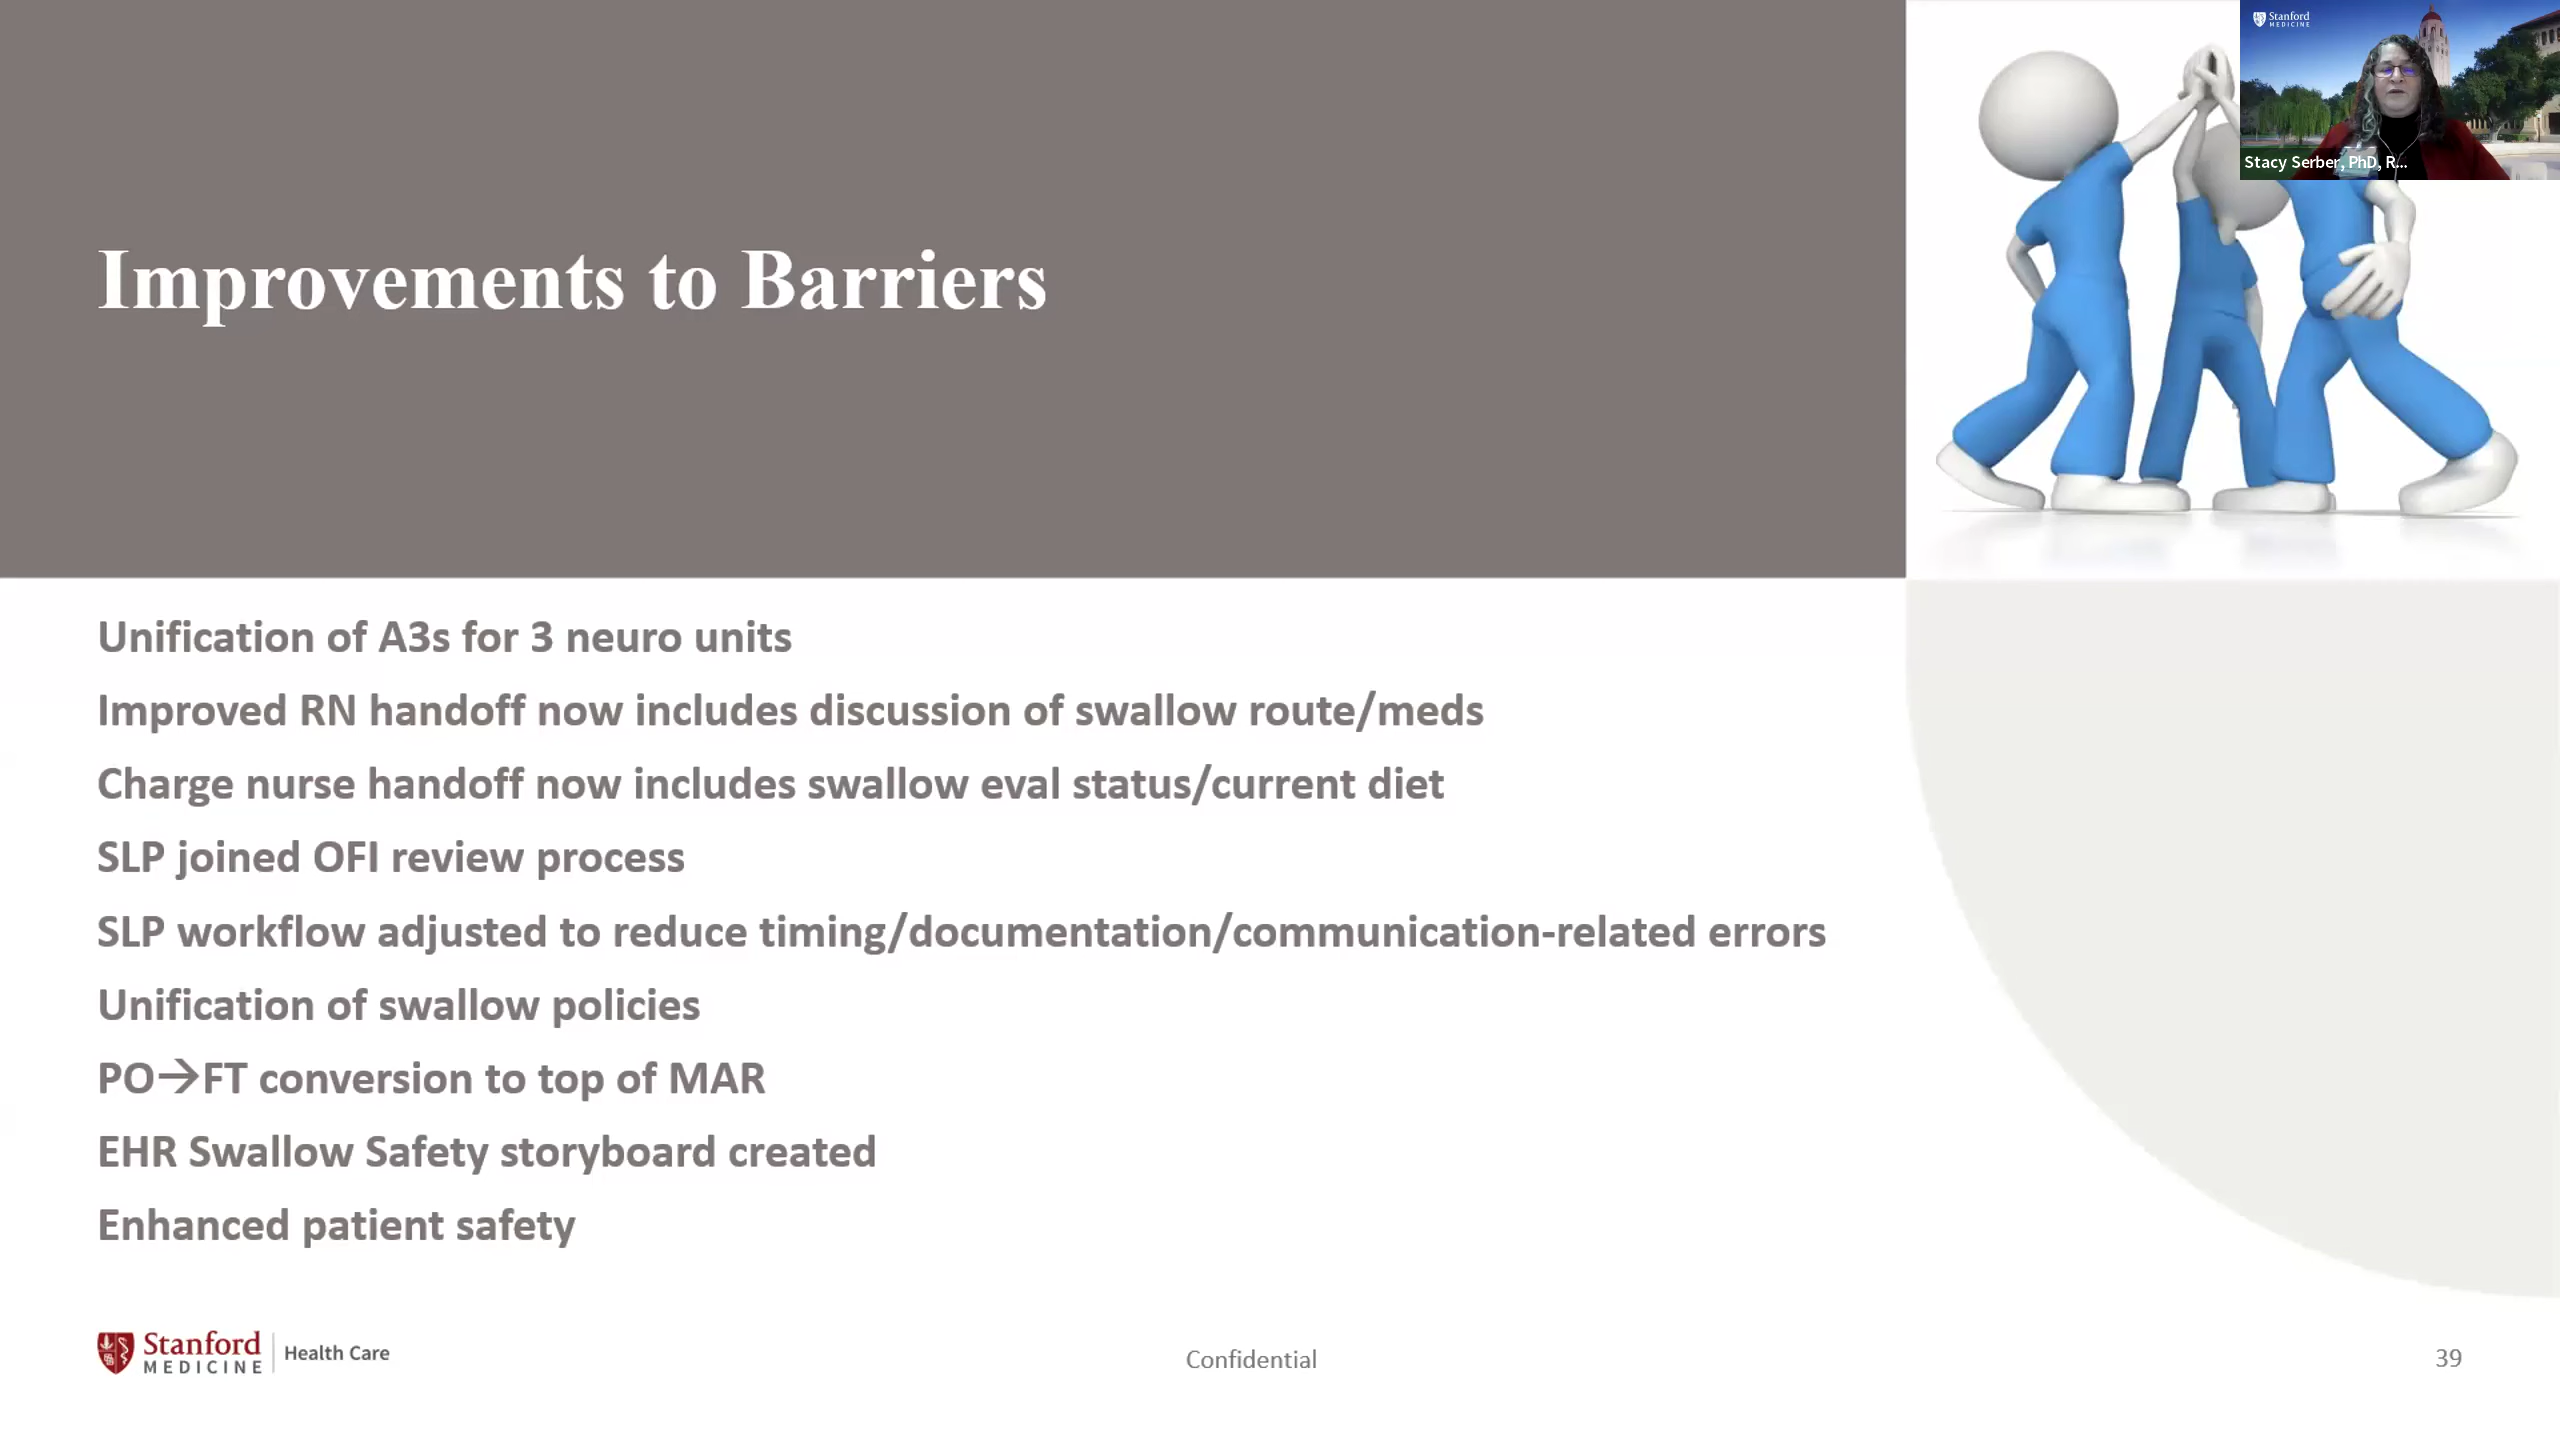 Stanford
MEDICINE
Stacy Serber, PhD, R...
Improvements to Barriers
Unification of A3s for 3 neuro units
Improved RN handoff now includes discussion of swallow route/meds
Charge nurse handoff now includes swallow eval status/current diet
SLP joined OFI review process
SLP workflow adjusted to reduce timing/documentation/communication-related errors
Unification of swallow policies
PO→FT conversion to top of MAR
EHR Swallow Safety storyboard created
Enhanced patient safety
Stanford
MEDICINE
Health Care
Confidential
39